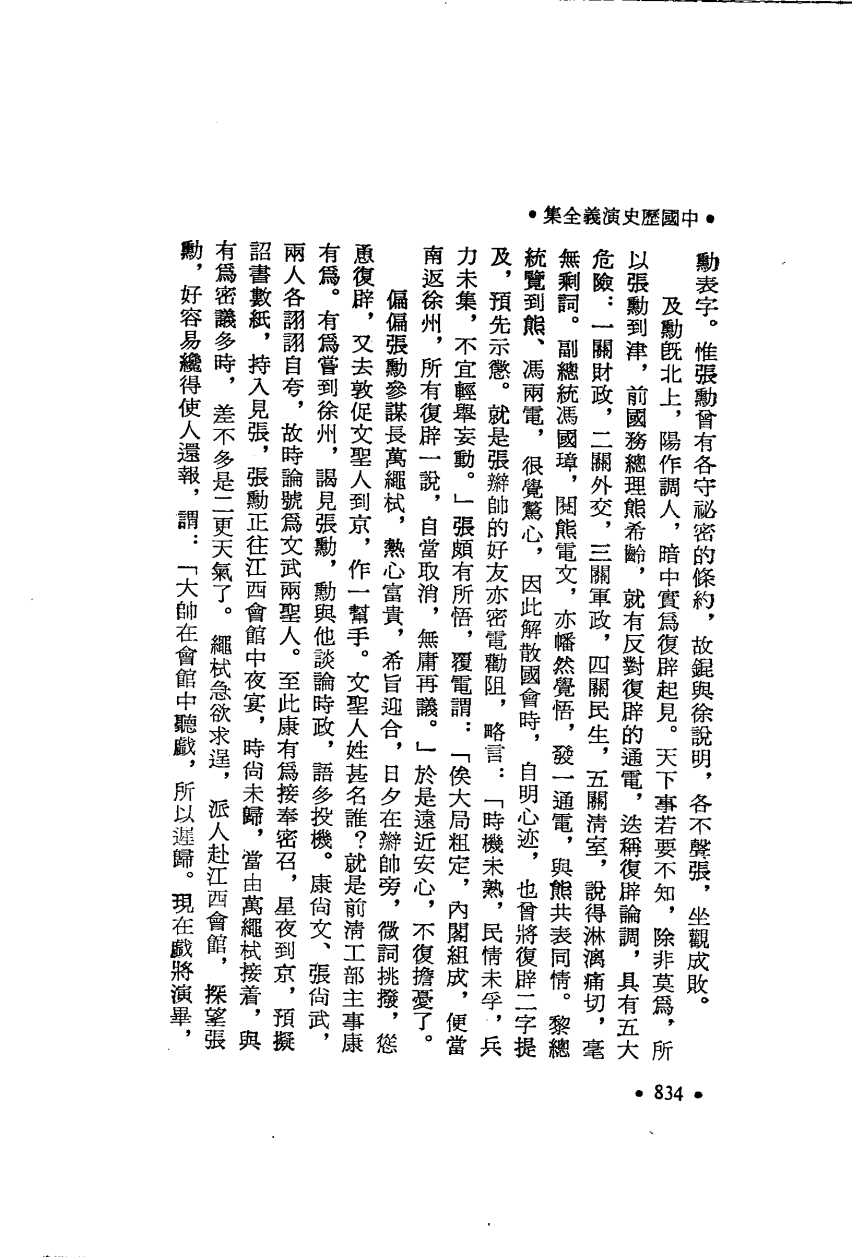 •中國歷史演義全集•
勳表字。惟張勳曾有各守祕密的條約，故錕與徐說明，各不聲張，坐觀成敗。
及勳旣北上，陽作調人，暗中實爲復辟起見。天下事若要不知，除非莫爲，所
以張勳到津，前國務總理熊希齡，就有反對復辟的通電，迭稱復辟論調，具有五大
危險：一關財政，二關外交，三關軍政，四關民生，五關清室，說得淋漓痛切，毫
無剩詞。副總統馮國璋，閱熊電文，亦幡然覺悟，發一通電，與熊共表同情。黎總
統覽到熊、馮兩電，很覺驚心，因此解散國會時，自明心迹，也曾將復辟二字提
及，預先示懲。就是張辮帥的好友亦密電勸阻，略言：「時機未熟，民情未孚，兵
力未集，不宜輕舉妄動。」張頗有所悟，覆電謂：「俟大局粗定，內閣組成，便當
南返徐州，所有復辟一說，自當取消，無庸再議。」於是遠近安心，不復擔憂了。
偏偏張勳參謀長萬繩栻，熱心富貴，希旨迎合，日夕在辮帥旁，微詞挑撥，慫
恿復辟，又去敦促文聖人到京，作一幫手。文聖人姓甚名誰？就是前清工部主事康
有爲。有爲嘗到徐州，謁見張勳，勳與他談論時政，語多投機。康尙文、張尙武，
兩人各詡詡自夸，故時論號爲文武兩聖人。至此康有爲接奉密召，星夜到京，預擬
詔書數紙，持入見張，張勳正往江西會館中夜宴，時尙未歸，當由萬繩栻接着，與
有爲密議多時，差不多是二更天氣了。繩栻急欲求逞，派人赴江西會館，探望張
勳，好容易纔得使人還報，謂：「大帥在會館中聽戲，所以遲歸。現在戲將演畢，
•834•